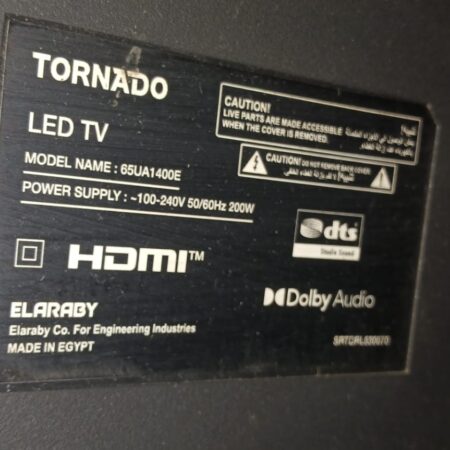 TORNADO
LED TV
MODEL NAME : 65UA1400E
POWER SUPPLY : ~100-240V 50/60Hz 200W
HDMI™
ELARABY
Elaraby Co. For Engineering Industries
MADE IN EGYPT
CAUTION!
LIVE PARTS ARE MADE ACCESSIBLE
WHEN THE COVER IS REMOVED.
CAUTION! DO NOT REMOVE BACK COVER
dts
Studio Sound
Dolby Audio